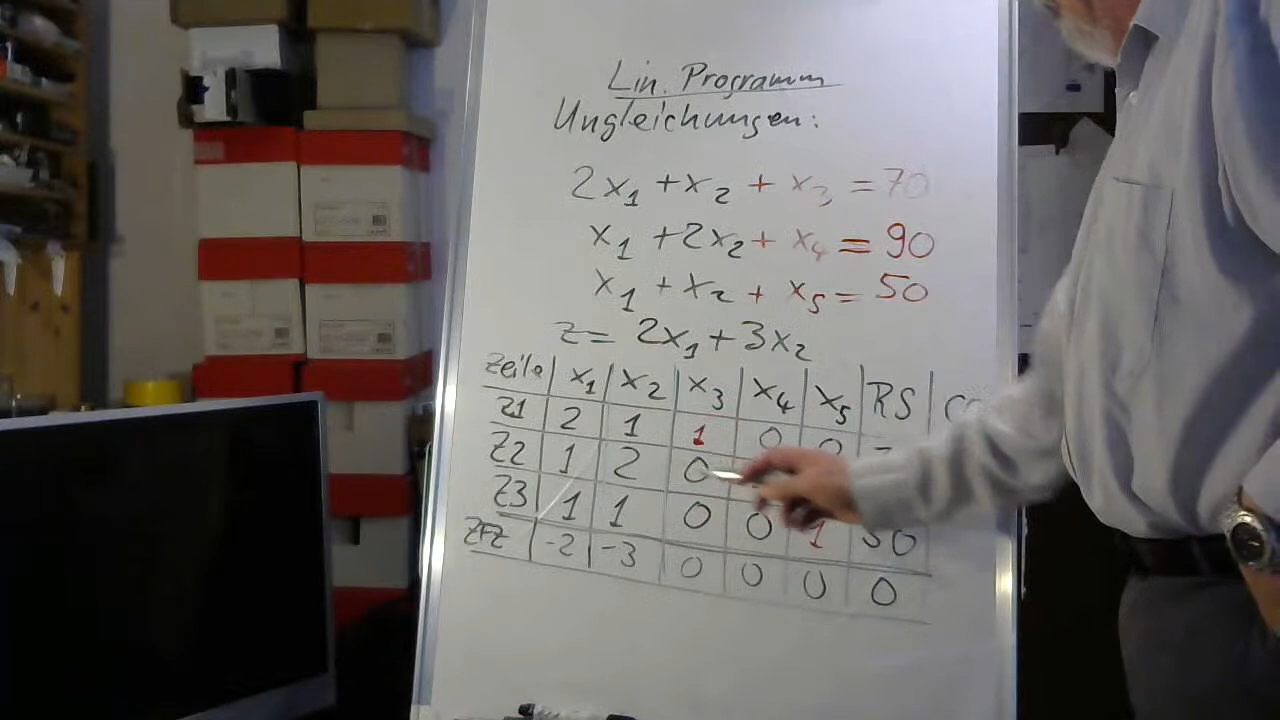 Lin. Programm
Ungleichungen:
2x₁ + x₂ + x₃ = 70
x₁ + 2x₂ + x₄ = 90
x₁ + x₂ + x₅ = 50
z = 2x₁ + 3x₂
Zeile | x₁ | x₂ | x₃ | x₄ | x₅ | RS |
Z1 | 2 | 1 | 1 | 0 | 0
Z2 | 1 | 2 | 0
Z3 | 1 | 1 | 0 | 0 | 1 | 50
ZFZ | -2 | -3 | 0 | 0 | 0 | 0